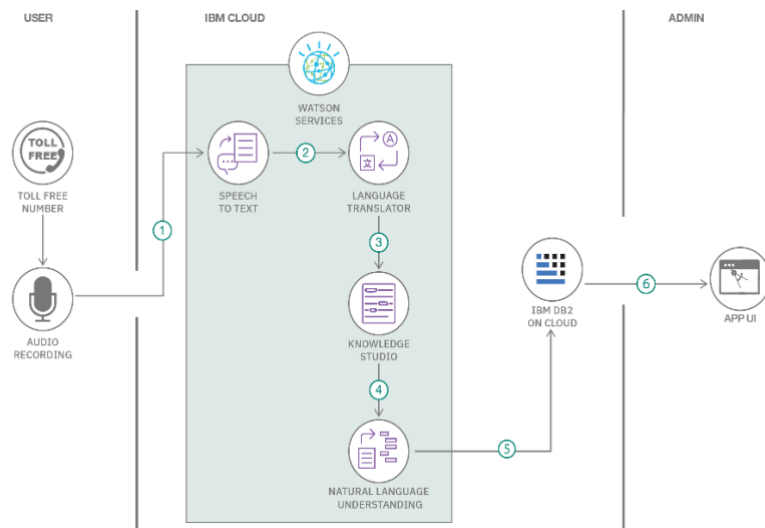 USER
IBM CLOUD
ADMIN
WATSON
SERVICES
TOLL
FREE
TOLL FREE
NUMBER
1
SPEECH
TO TEXT
2
A
文
LANGUAGE
TRANSLATOR
3
AUDIO
RECORDING
KNOWLEDGE
STUDIO
4
NATURAL LANGUAGE
UNDERSTANDING
5
IBM DB2
ON CLOUD
6
APP UI